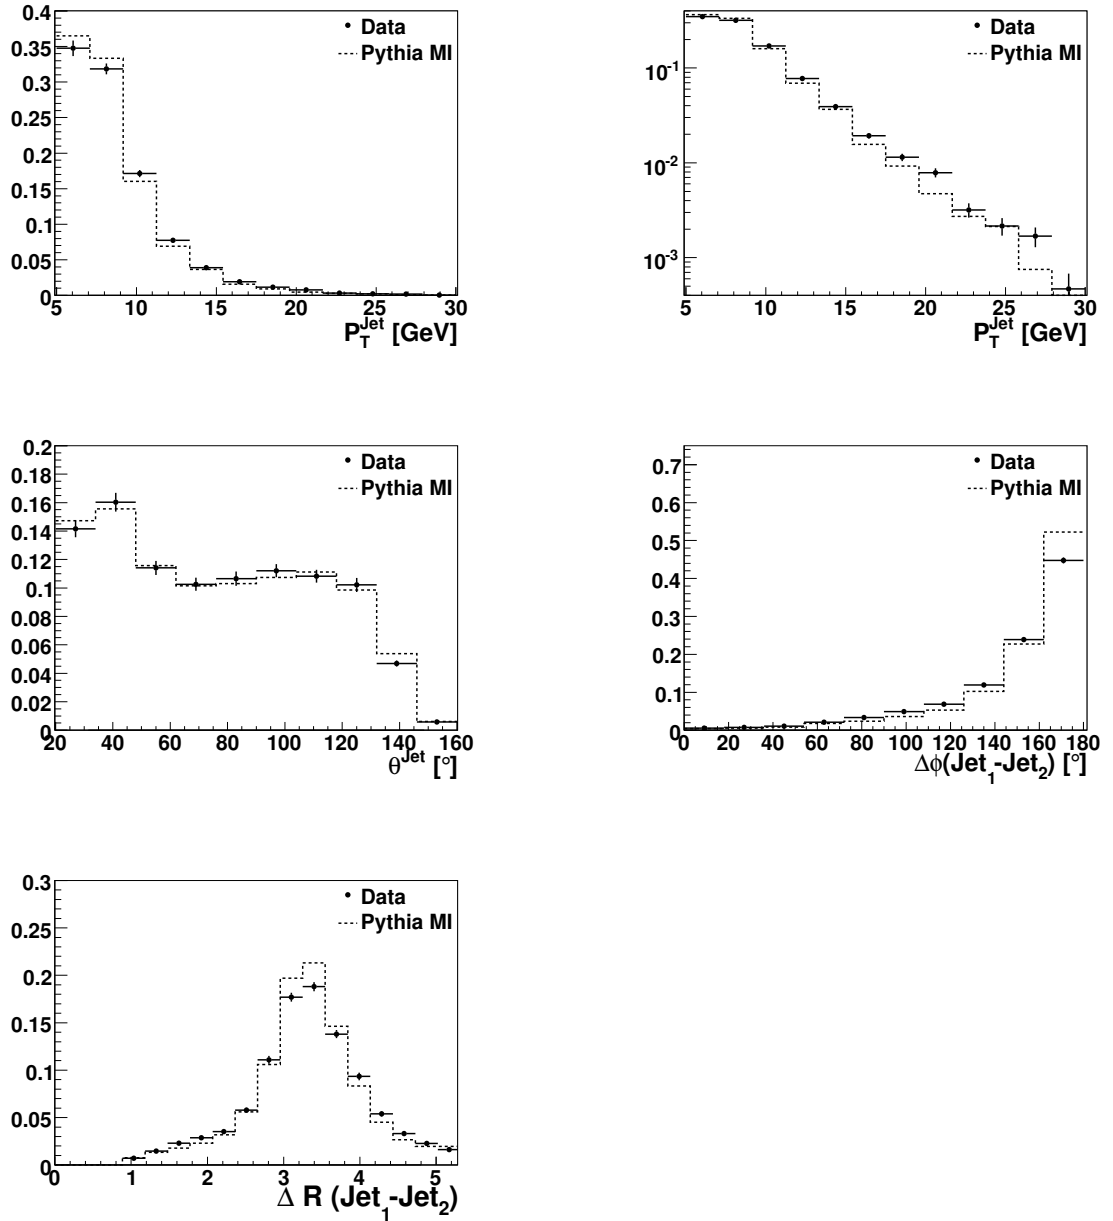 0.4
0.35
0.3
0.25
0.2
0.15
0.1
0.05
0
Data
Pythia MI
5 10 15 20 25 30
P_T^Jet [GeV]
10^-1
10^-2
10^-3
Data
Pythia MI
5 10 15 20 25 30
P_T^Jet [GeV]
0.2
0.18
0.16
0.14
0.12
0.1
0.08
0.06
0.04
0.02
0
Data
Pythia MI
20 40 60 80 100 120 140 160
θ^Jet [°]
0.7
0.6
0.5
0.4
0.3
0.2
0.1
0
Data
Pythia MI
0 20 40 60 80 100 120 140 160 180
Δϕ(Jet_1-Jet_2) [°]
0.3
0.25
0.2
0.15
0.1
0.05
0
Data
Pythia MI
0 1 2 3 4 5
Δ R (Jet_1-Jet_2)